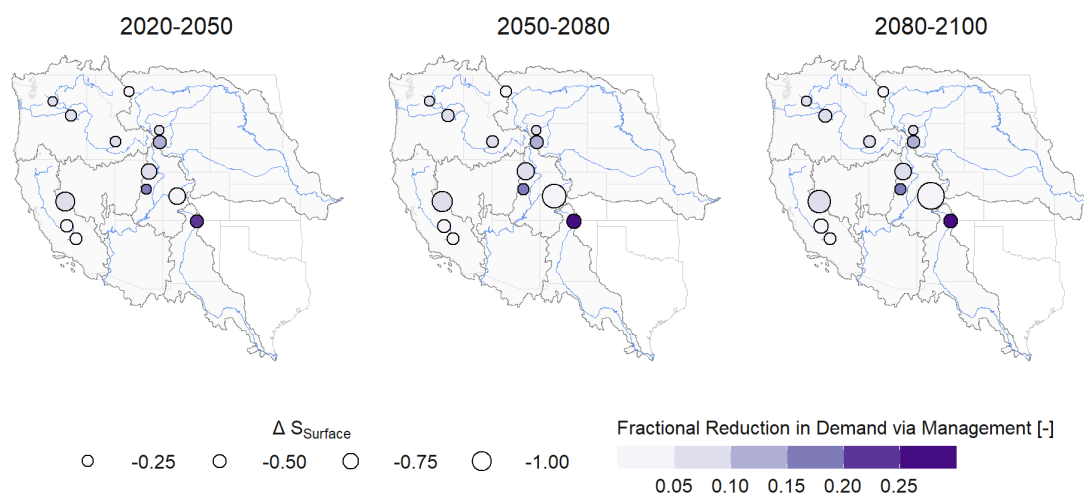 2020-2050 2050-2080 2080-2100
Δ S_Surface
-0.25 -0.50 -0.75 -1.00
Fractional Reduction in Demand via Management [-]
0.05 0.10 0.15 0.20 0.25